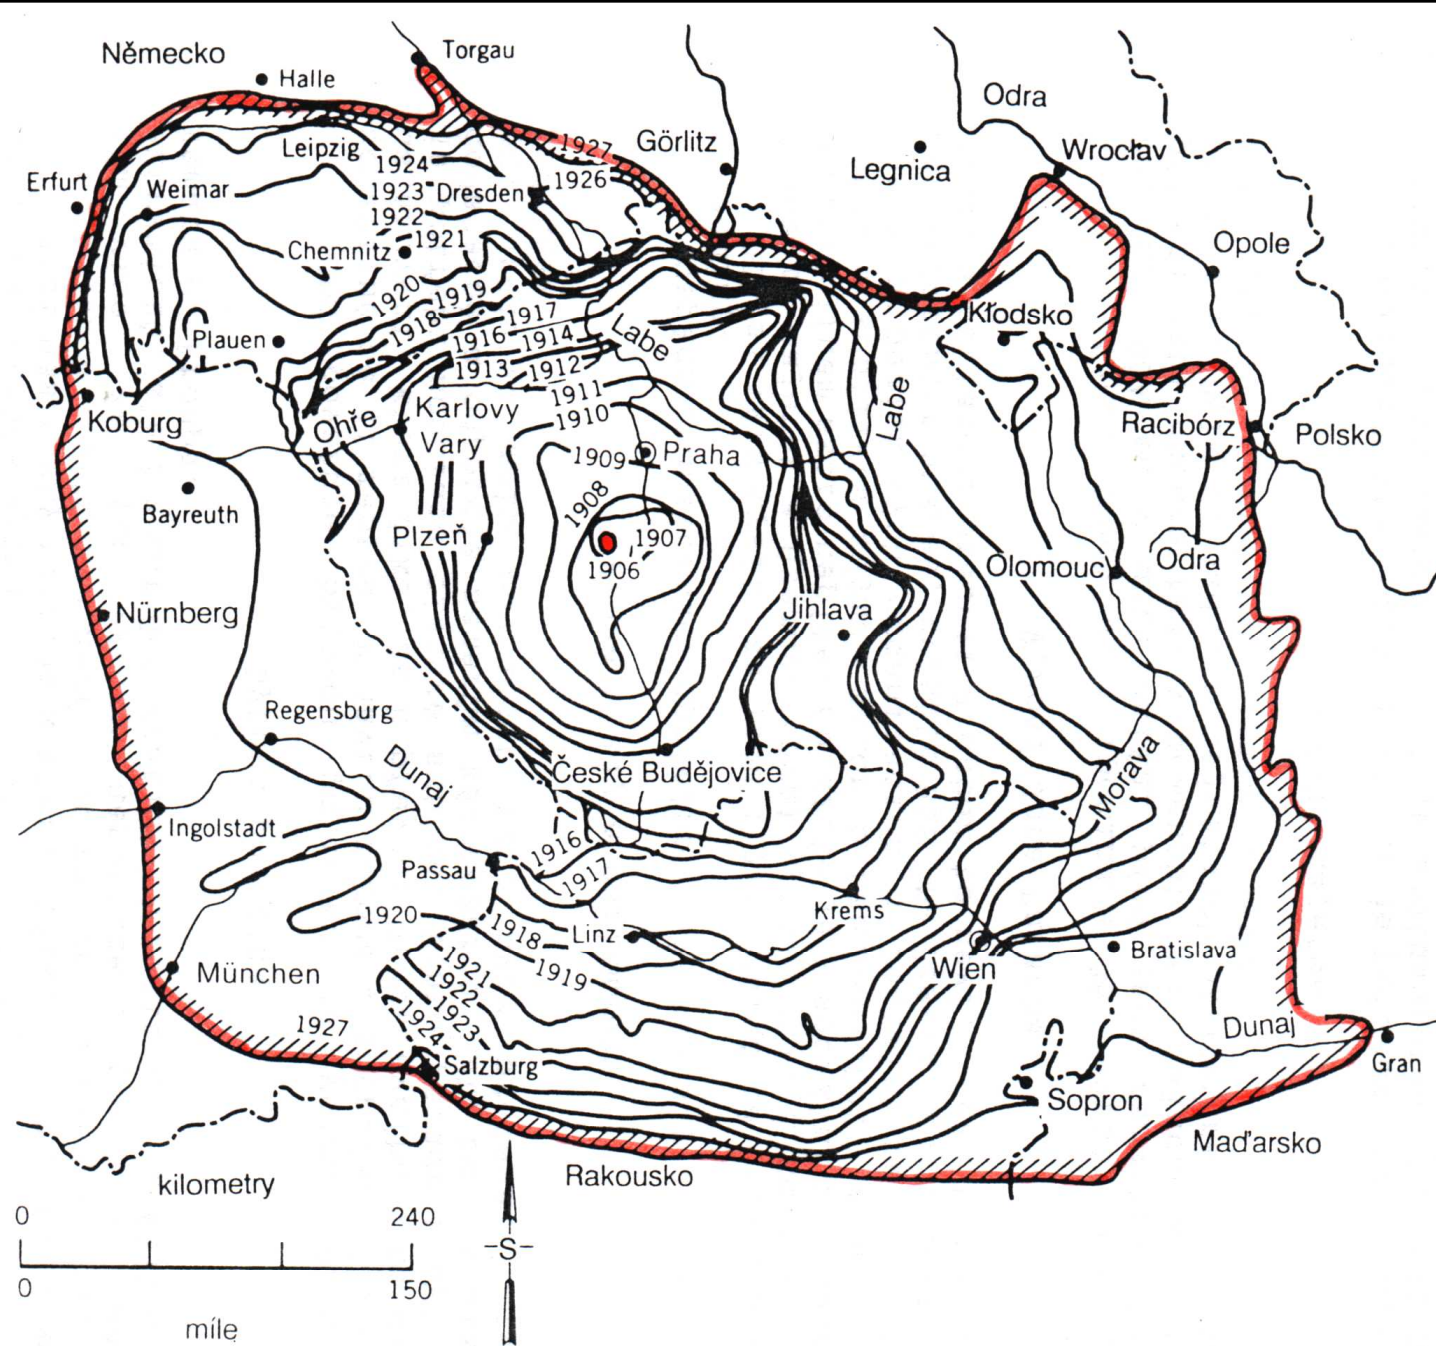 Německo
Torgau
Halle
Odra
Görlitz
Wrocław
Legnica
Leipzig
1927
1924
1926
Erfurt
Weimar
1923
Dresden
1922
1921
Chemnitz
Opole
1920
1919
1918
1917
Kłodsko
Plauen
1916
1914
Labe
1913
1912
1911
Koburg
Ohře
Karlovy
Vary
1910
Labe
Racibórz
Polsko
1909
Praha
Bayreuth
1908
Plzeň
1907
1906
Olomouc
Odra
Nürnberg
Jihlava
Regensburg
Dunaj
České Budějovice
Morava
Ingolstadt
1916
Passau
1917
1920
1918
Linz
Krems
Bratislava
Wien
München
1921
1919
1922
1923
1924
1927
Dunaj
Salzburg
Gran
Sopron
Maďarsko
Rakousko
kilometry
0 240
-S-
0 150
míle